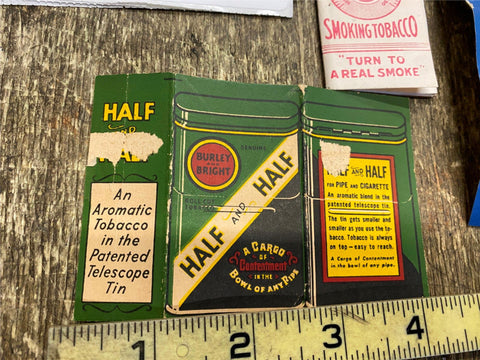 SMOKING TOBACCO
"TURN TO
A REAL SMOKE"
HALF
HALF
An
Aromatic
Tobacco
in the
Patented
Telescope
Tin
GENUINE
BURLEY
AND
BRIGHT
HALF AND HALF
A CARGO
OF
Contentment
IN THE
BOWL OF ANY PIPE
HALF AND HALF
FOR PIPE AND CIGARETTE
An aromatic blend in the
patented telescope tin.
The tin gets smaller and
smaller as you use the to-
bacco. Tobacco is always
on top—easy to reach.
A Cargo of Contentment
in the bowl of any pipe.
1 2 3 4